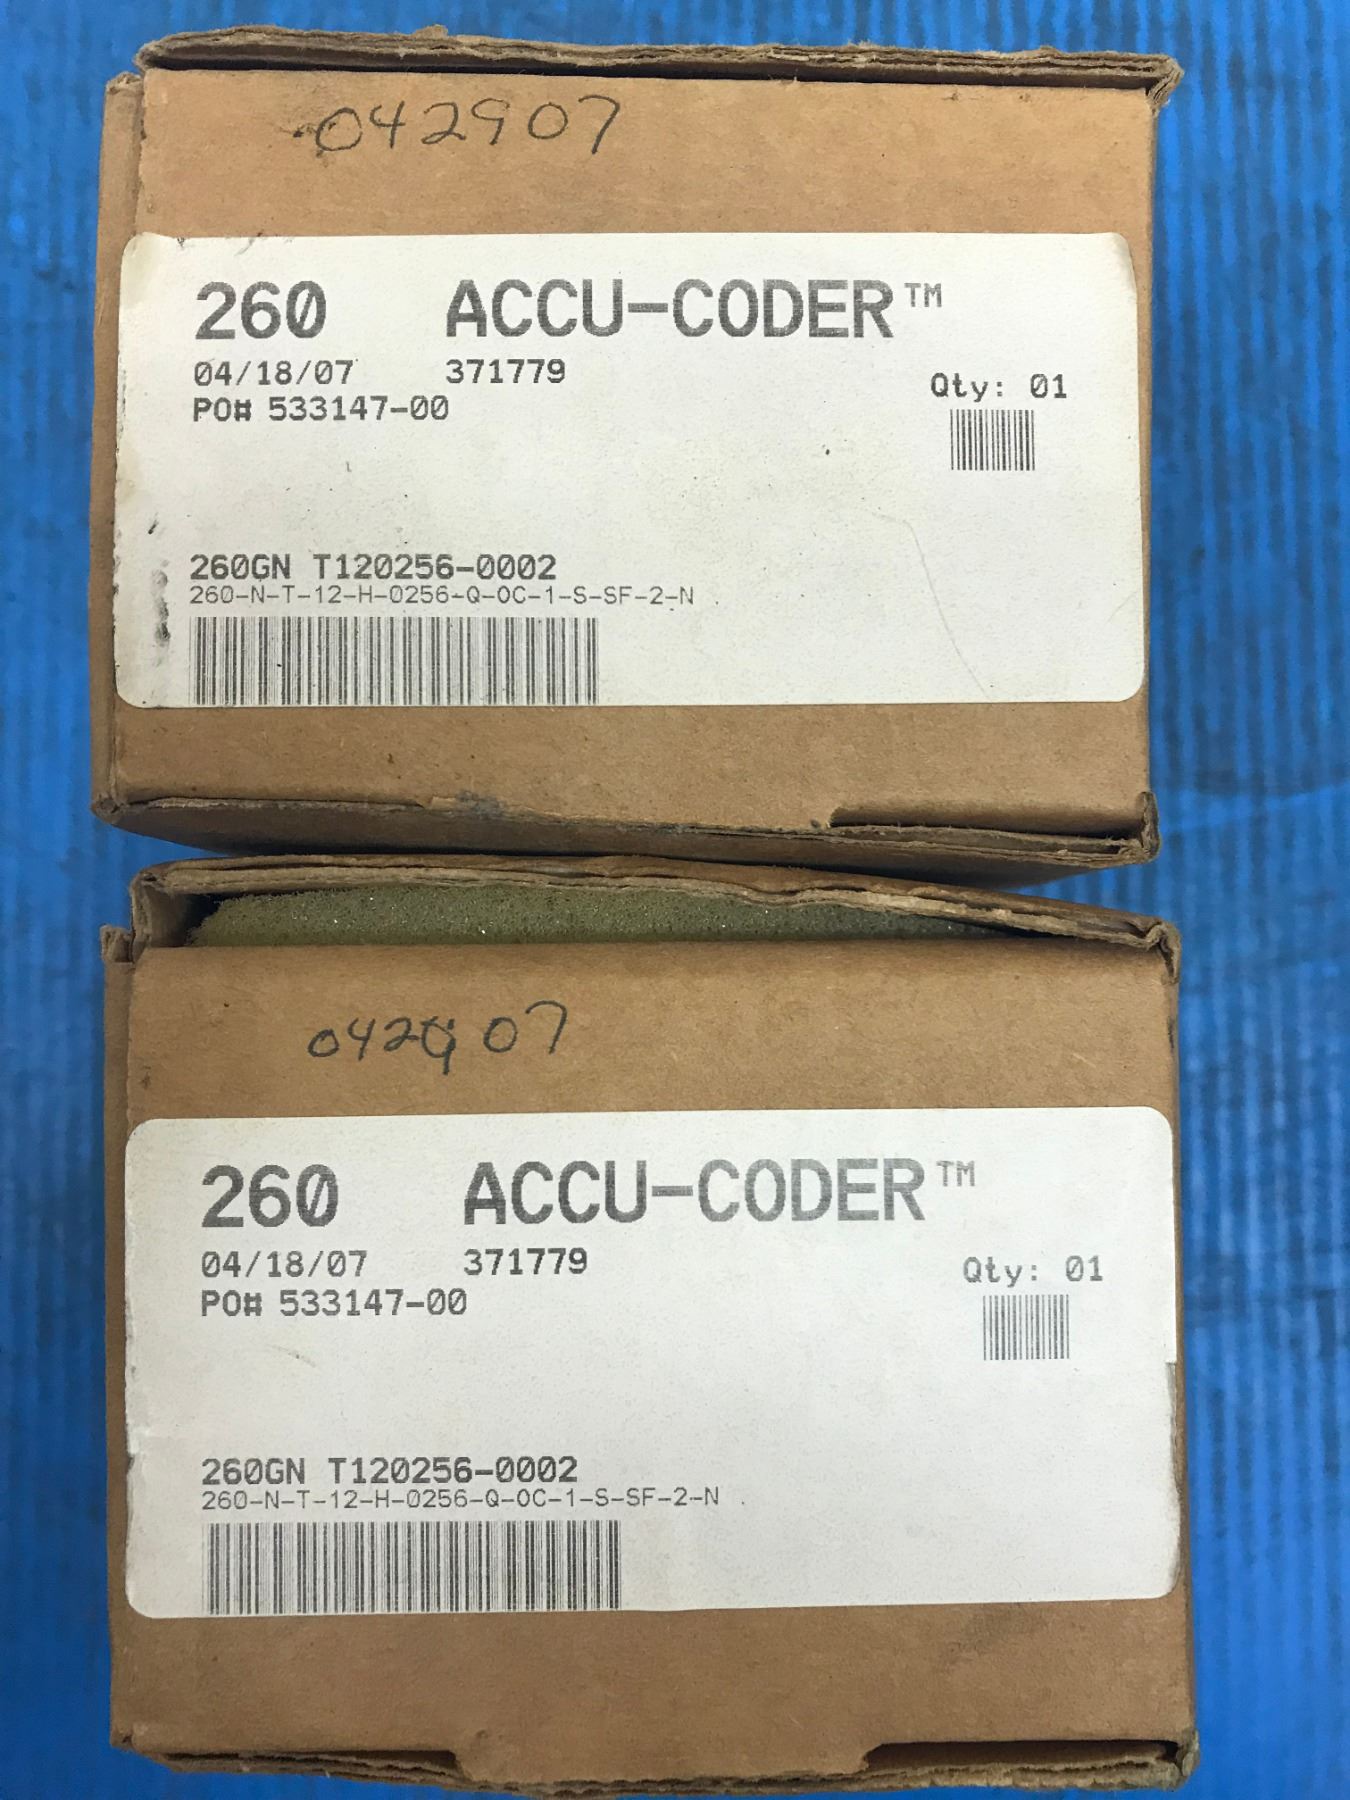 042907
260 ACCU-CODER™
04/18/07 371779
Qty: 01
PO# 533147-00
260GN T120256-0002
260-N-T-12-H-0256-Q-OC-1-S-SF-2-N
042907
260 ACCU-CODER™
04/18/07 371779
Qty: 01
PO# 533147-00
260GN T120256-0002
260-N-T-12-H-0256-Q-OC-1-S-SF-2-N